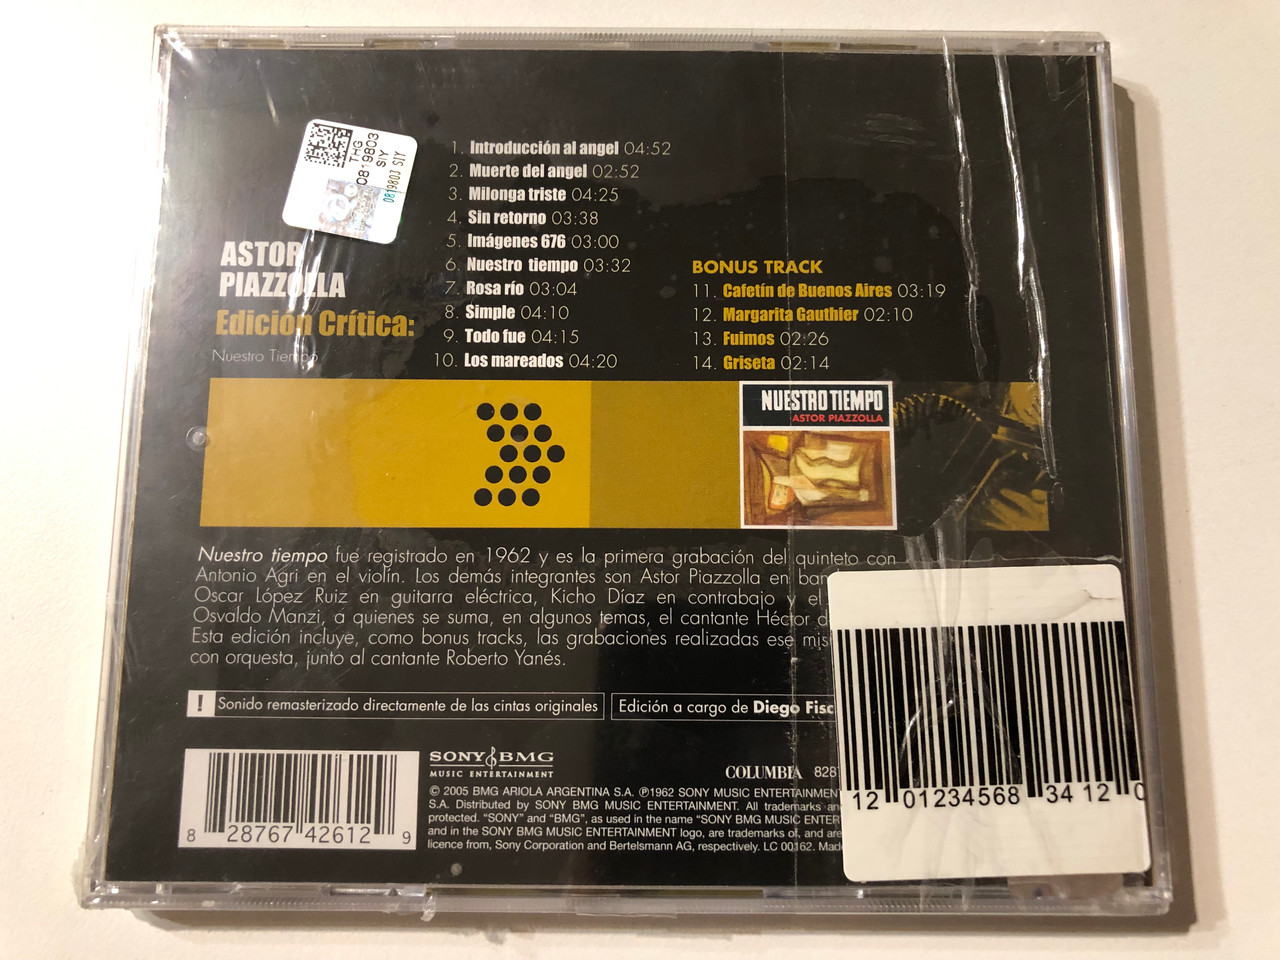 THG
0819803
SIY
0819803 SIY
ASTOR
PIAZZOLLA
Edición Crítica:
Nuestro Tiempo
1. Introducción al angel 04:52
2. Muerte del angel 02:52
3. Milonga triste 04:25
4. Sin retorno 03:38
5. Imágenes 676 03:00
6. Nuestro tiempo 03:32
7. Rosa río 03:04
8. Simple 04:10
9. Todo fue 04:15
10. Los mareados 04:20
BONUS TRACK
11. Cafetín de Buenos Aires 03:19
12. Margarita Gauthier 02:10
13. Fuimos 02:26
14. Griseta 02:14
NUESTRO TIEMPO
ASTOR PIAZZOLLA
Nuestro tiempo fue registrado en 1962 y es la primera grabación del quinteto con
Antonio Agri en el violín. Los demás integrantes son Astor Piazzolla en
Oscar López Ruiz en guitarra eléctrica, Kicho Díaz en contrabajo y el
Osvaldo Manzi, a quienes se suma, en algunos temas, el cantante Héctor
Esta edición incluye, como bonus tracks, las grabaciones realizadas ese
con orquesta, junto al cantante Roberto Yanés.
! Sonido remasterizado directamente de las cintas originales
Edición a cargo de Diego
8 28767 42612 9
SONY BMG
MUSIC ENTERTAINMENT
COLUMBIA
© 2005 BMG ARIOLA ARGENTINA S.A. ℗1962 SONY MUSIC ENTERTAINMENT
S.A. Distributed by SONY BMG MUSIC ENTERTAINMENT. All trademarks
protected. “SONY” and “BMG”, as used in the name “SONY BMG MUSIC
and in the SONY BMG MUSIC ENTERTAINMENT logo, are trademarks of, and are
licence from, Sony Corporation and Bertelsmann AG, respectively. LC 00162.
12 01234568 34 12 0